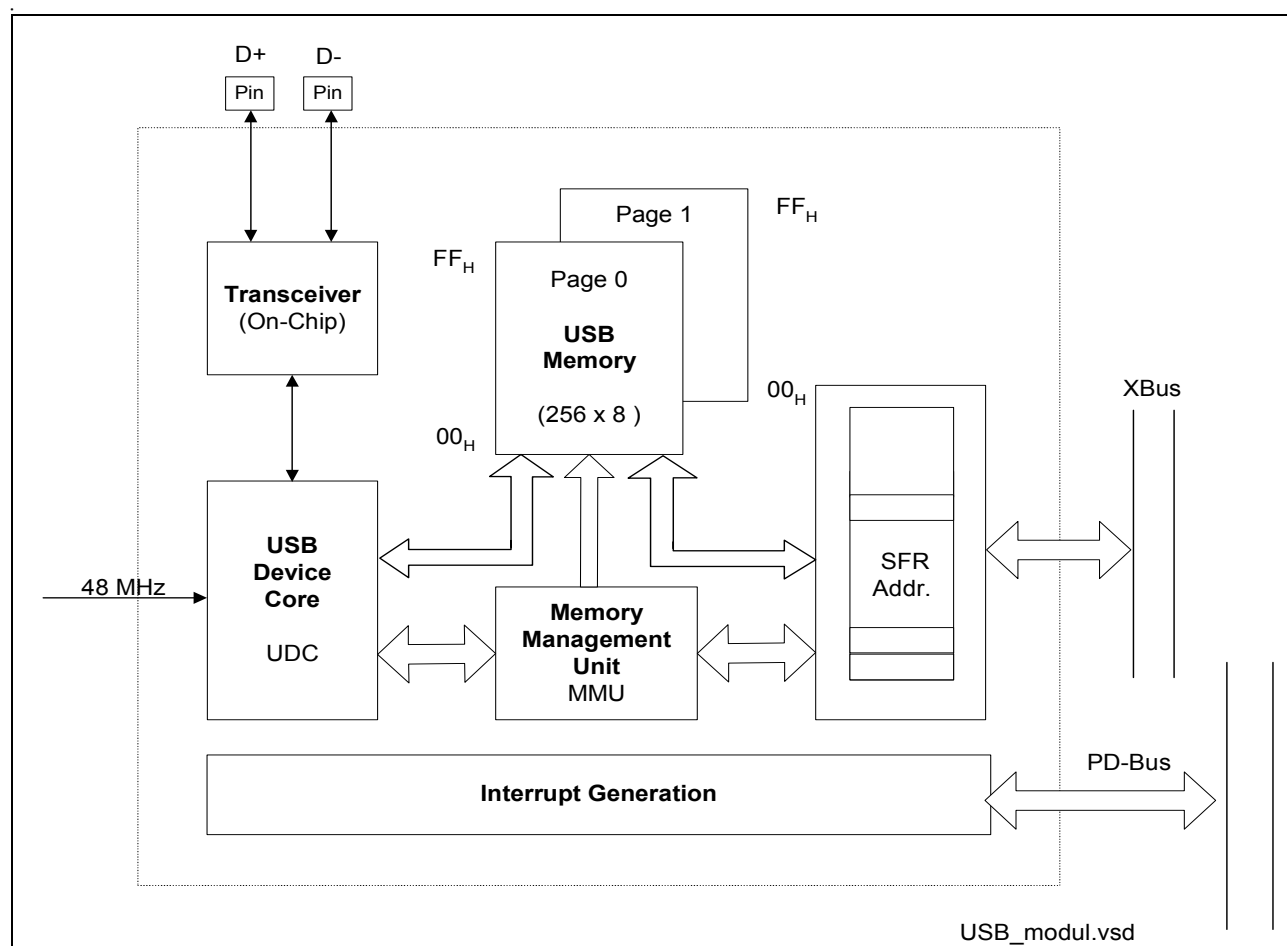 D+
D-
Pin
Pin
Page 1
FFH
FFH
Page 0
Transceiver
(On-Chip)
USB
Memory
(256 x 8 )
00H
00H
XBus
USB
Device
Core
UDC
48 MHz
SFR
Addr.
Memory
Management
Unit
MMU
PD-Bus
Interrupt Generation
USB_modul.vsd